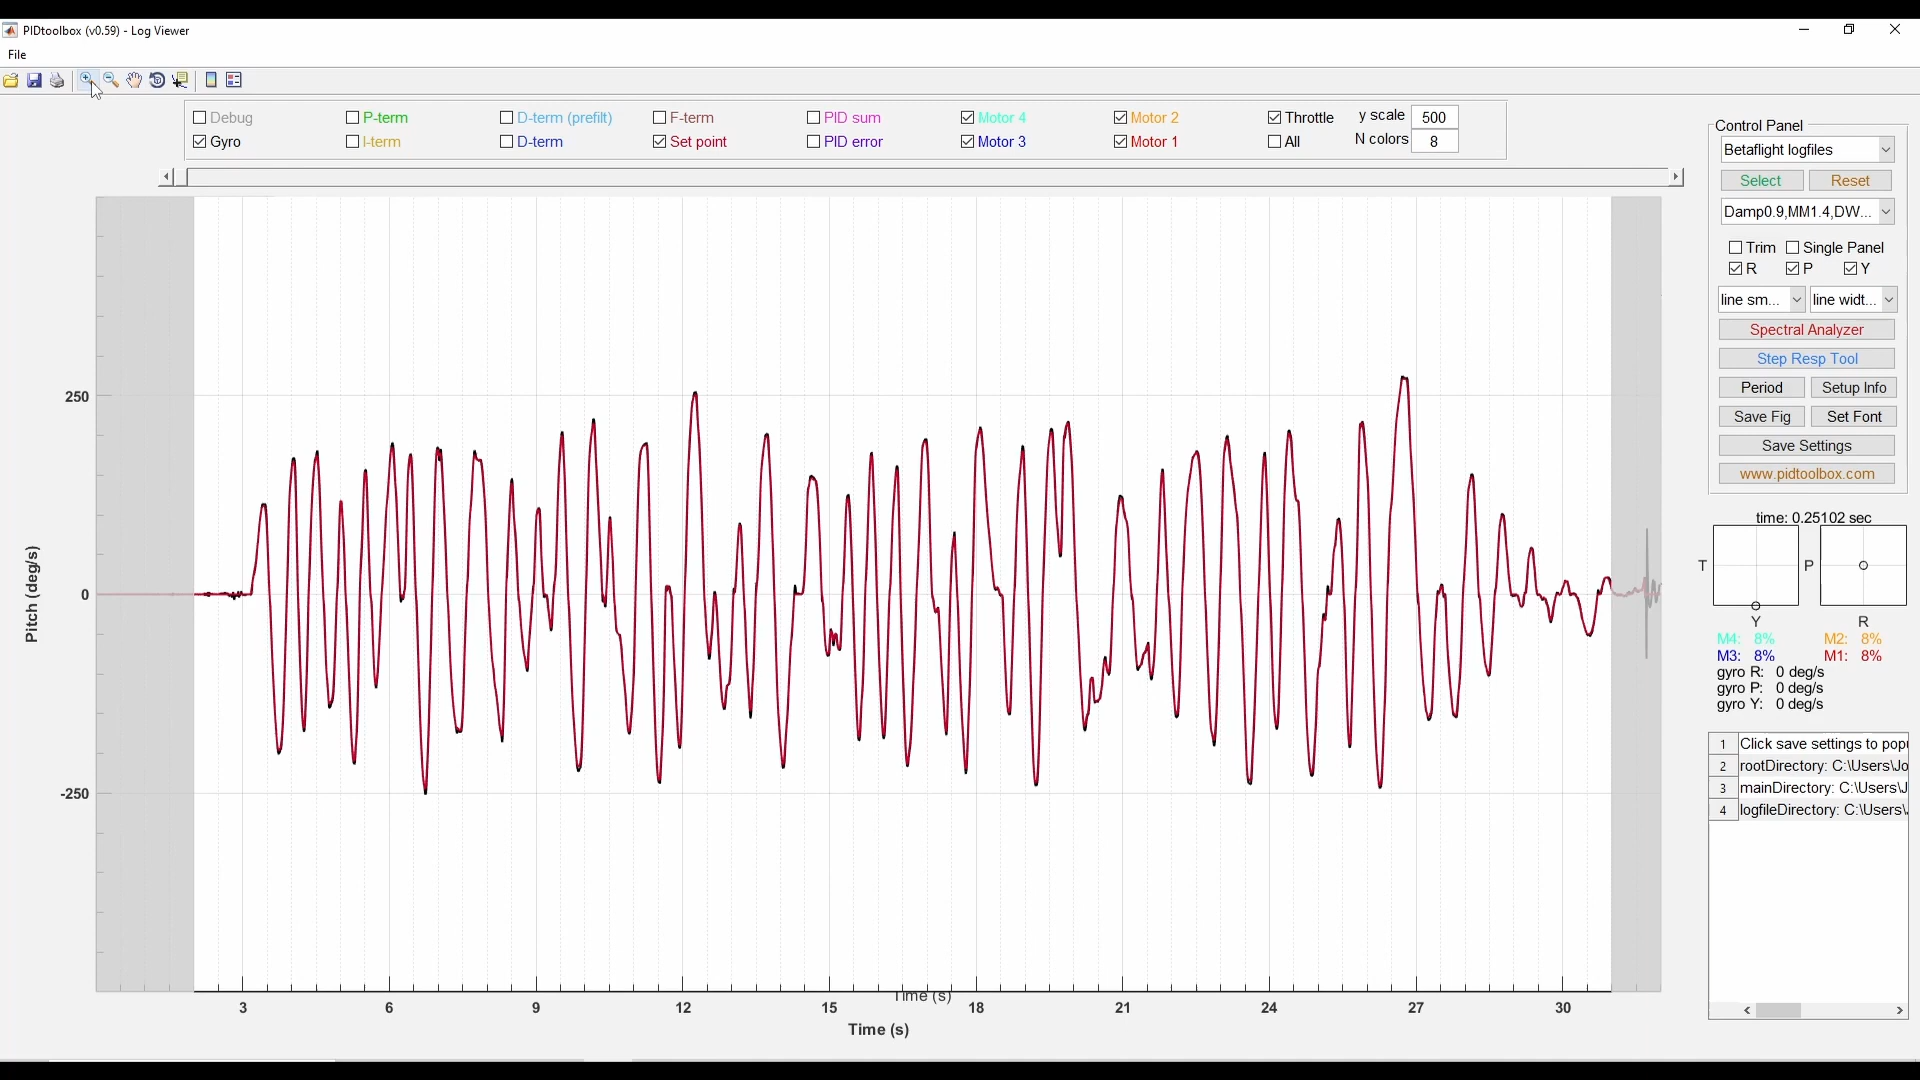 PIDtoolbox (v0.59) - Log Viewer
File
Debug P-term D-term (prefilt) F-term PID sum Motor 4 Motor 2 Throttle y scale 500
Gyro I-term D-term Set point PID error Motor 3 Motor 1 All N colors 8
Control Panel
Betaflight logfiles
Select Reset
Damp0.9,MM1.4,DW...
Trim Single Panel
R P Y
line sm... line widt...
Spectral Analyzer
Step Resp Tool
Period Setup Info
Save Fig Set Font
Save Settings
www.pidtoolbox.com
time: 0.25102 sec
T P
Y R
M4: 8% M2: 8%
M3: 8% M1: 8%
gyro R: 0 deg/s
gyro P: 0 deg/s
gyro Y: 0 deg/s
1 Click save settings to popu
2 rootDirectory: C:\Users\Jo
3 mainDirectory: C:\Users\J
4 logfileDirectory: C:\Users\
250
0
-250
Pitch (deg/s)
3 6 9 12 15 18 21 24 27 30
Time (s)
Time (s)